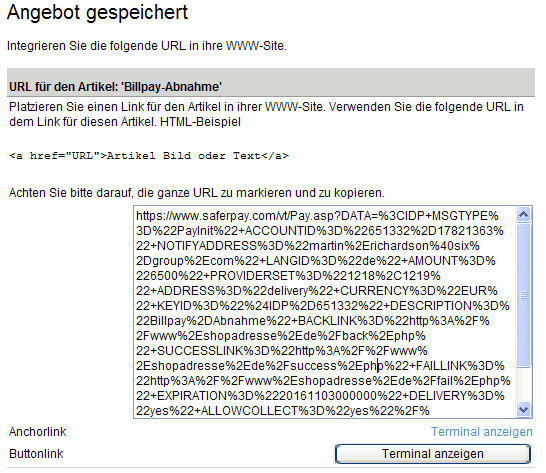 Angebot gespeichert
Integrieren Sie die folgende URL in ihre WWW-Site.
URL für den Artikel: 'Billpay-Abnahme'
Platzieren Sie einen Link für den Artikel in ihrer WWW-Site. Verwenden Sie die folgende URL in
dem Link für diesen Artikel. HTML-Beispiel
<a href="URL">Artikel Bild oder Text</a>
Achten Sie bitte darauf, die ganze URL zu markieren und zu kopieren.
https://www.saferpay.com/vt/Pay.asp?DATA=%3CIDP+MSGTYPE%
3D%22PayInit%22+ACCOUNTID%3D%22651332%2D17821363%
22+NOTIFYADDRESS%3D%22martin%2Erichardson%40six%
2Dgroup%2Ecom%22+LANGID%3D%22de%22+AMOUNT%3D%
226500%22+PROVIDERSET%3D%221218%2C1219%
22+ADDRESS%3D%22delivery%22+CURRENCY%3D%22EUR%
22+KEYID%3D%22%24IDP%2D651332%22+DESCRIPTION%3D%
22Billpay%2DAbnahme%22+BACKLINK%3D%22http%3A%2F%
2Fwww%2Eshopadresse%2Ede%2Fback%2Ephp%
22+SUCCESSLINK%3D%22http%3A%2F%2Fwww%
2Eshopadresse%2Ede%2Fsuccess%2Ephp%22+FAILLINK%3D%
22http%3A%2F%2Fwww%2Eshopadresse%2Ede%2Ffail%2Ephp%
22+EXPIRATION%3D%2220161103000000%22+DELIVERY%3D%
22yes%22+ALLOWCOLLECT%3D%22yes%22%2F%
Anchorlink Terminal anzeigen
Buttonlink Terminal anzeigen